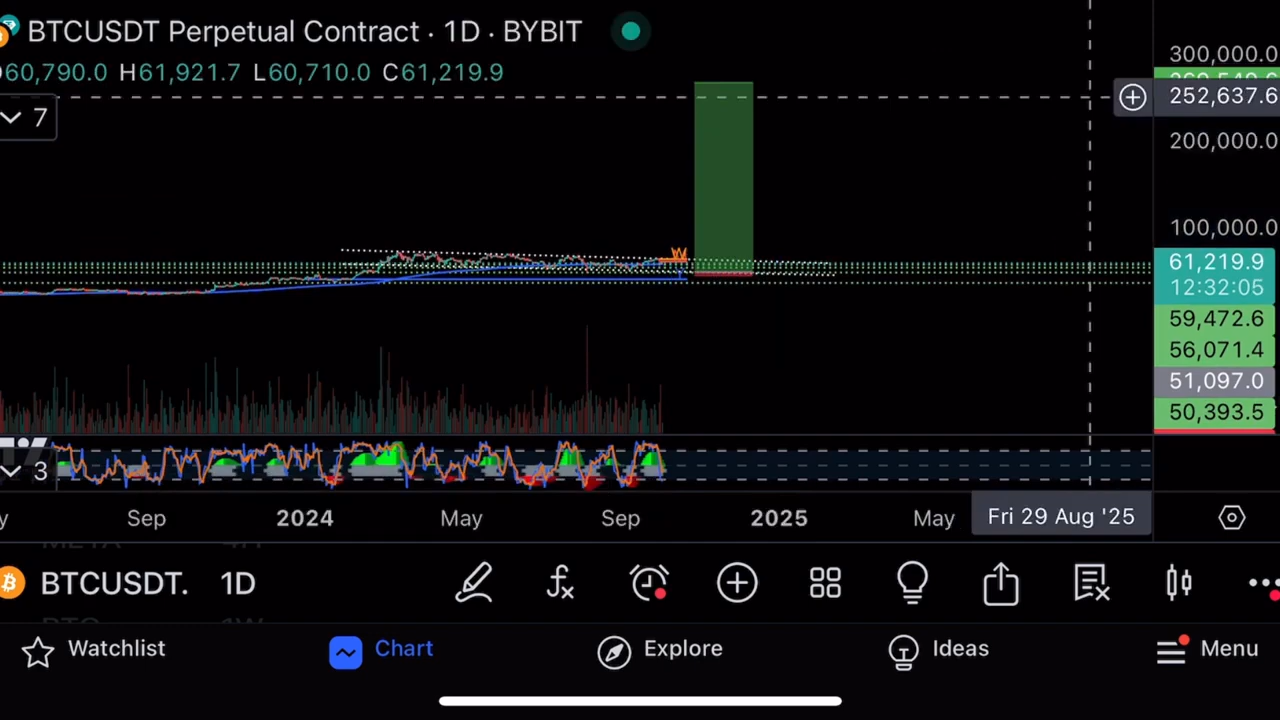 BTCUSDT Perpetual Contract · 1D · BYBIT
60,790.0 H61,921.7 L60,710.0 C61,219.9
7
300,000.0
252,637.6
200,000.0
100,000.0
W
61,219.9
12:32:05
59,472.6
56,071.4
51,097.0
50,393.5
3
Sep 2024 May Sep 2025 May Fri 29 Aug '25
BTCUSDT. 1D
Watchlist Chart Explore Ideas Menu